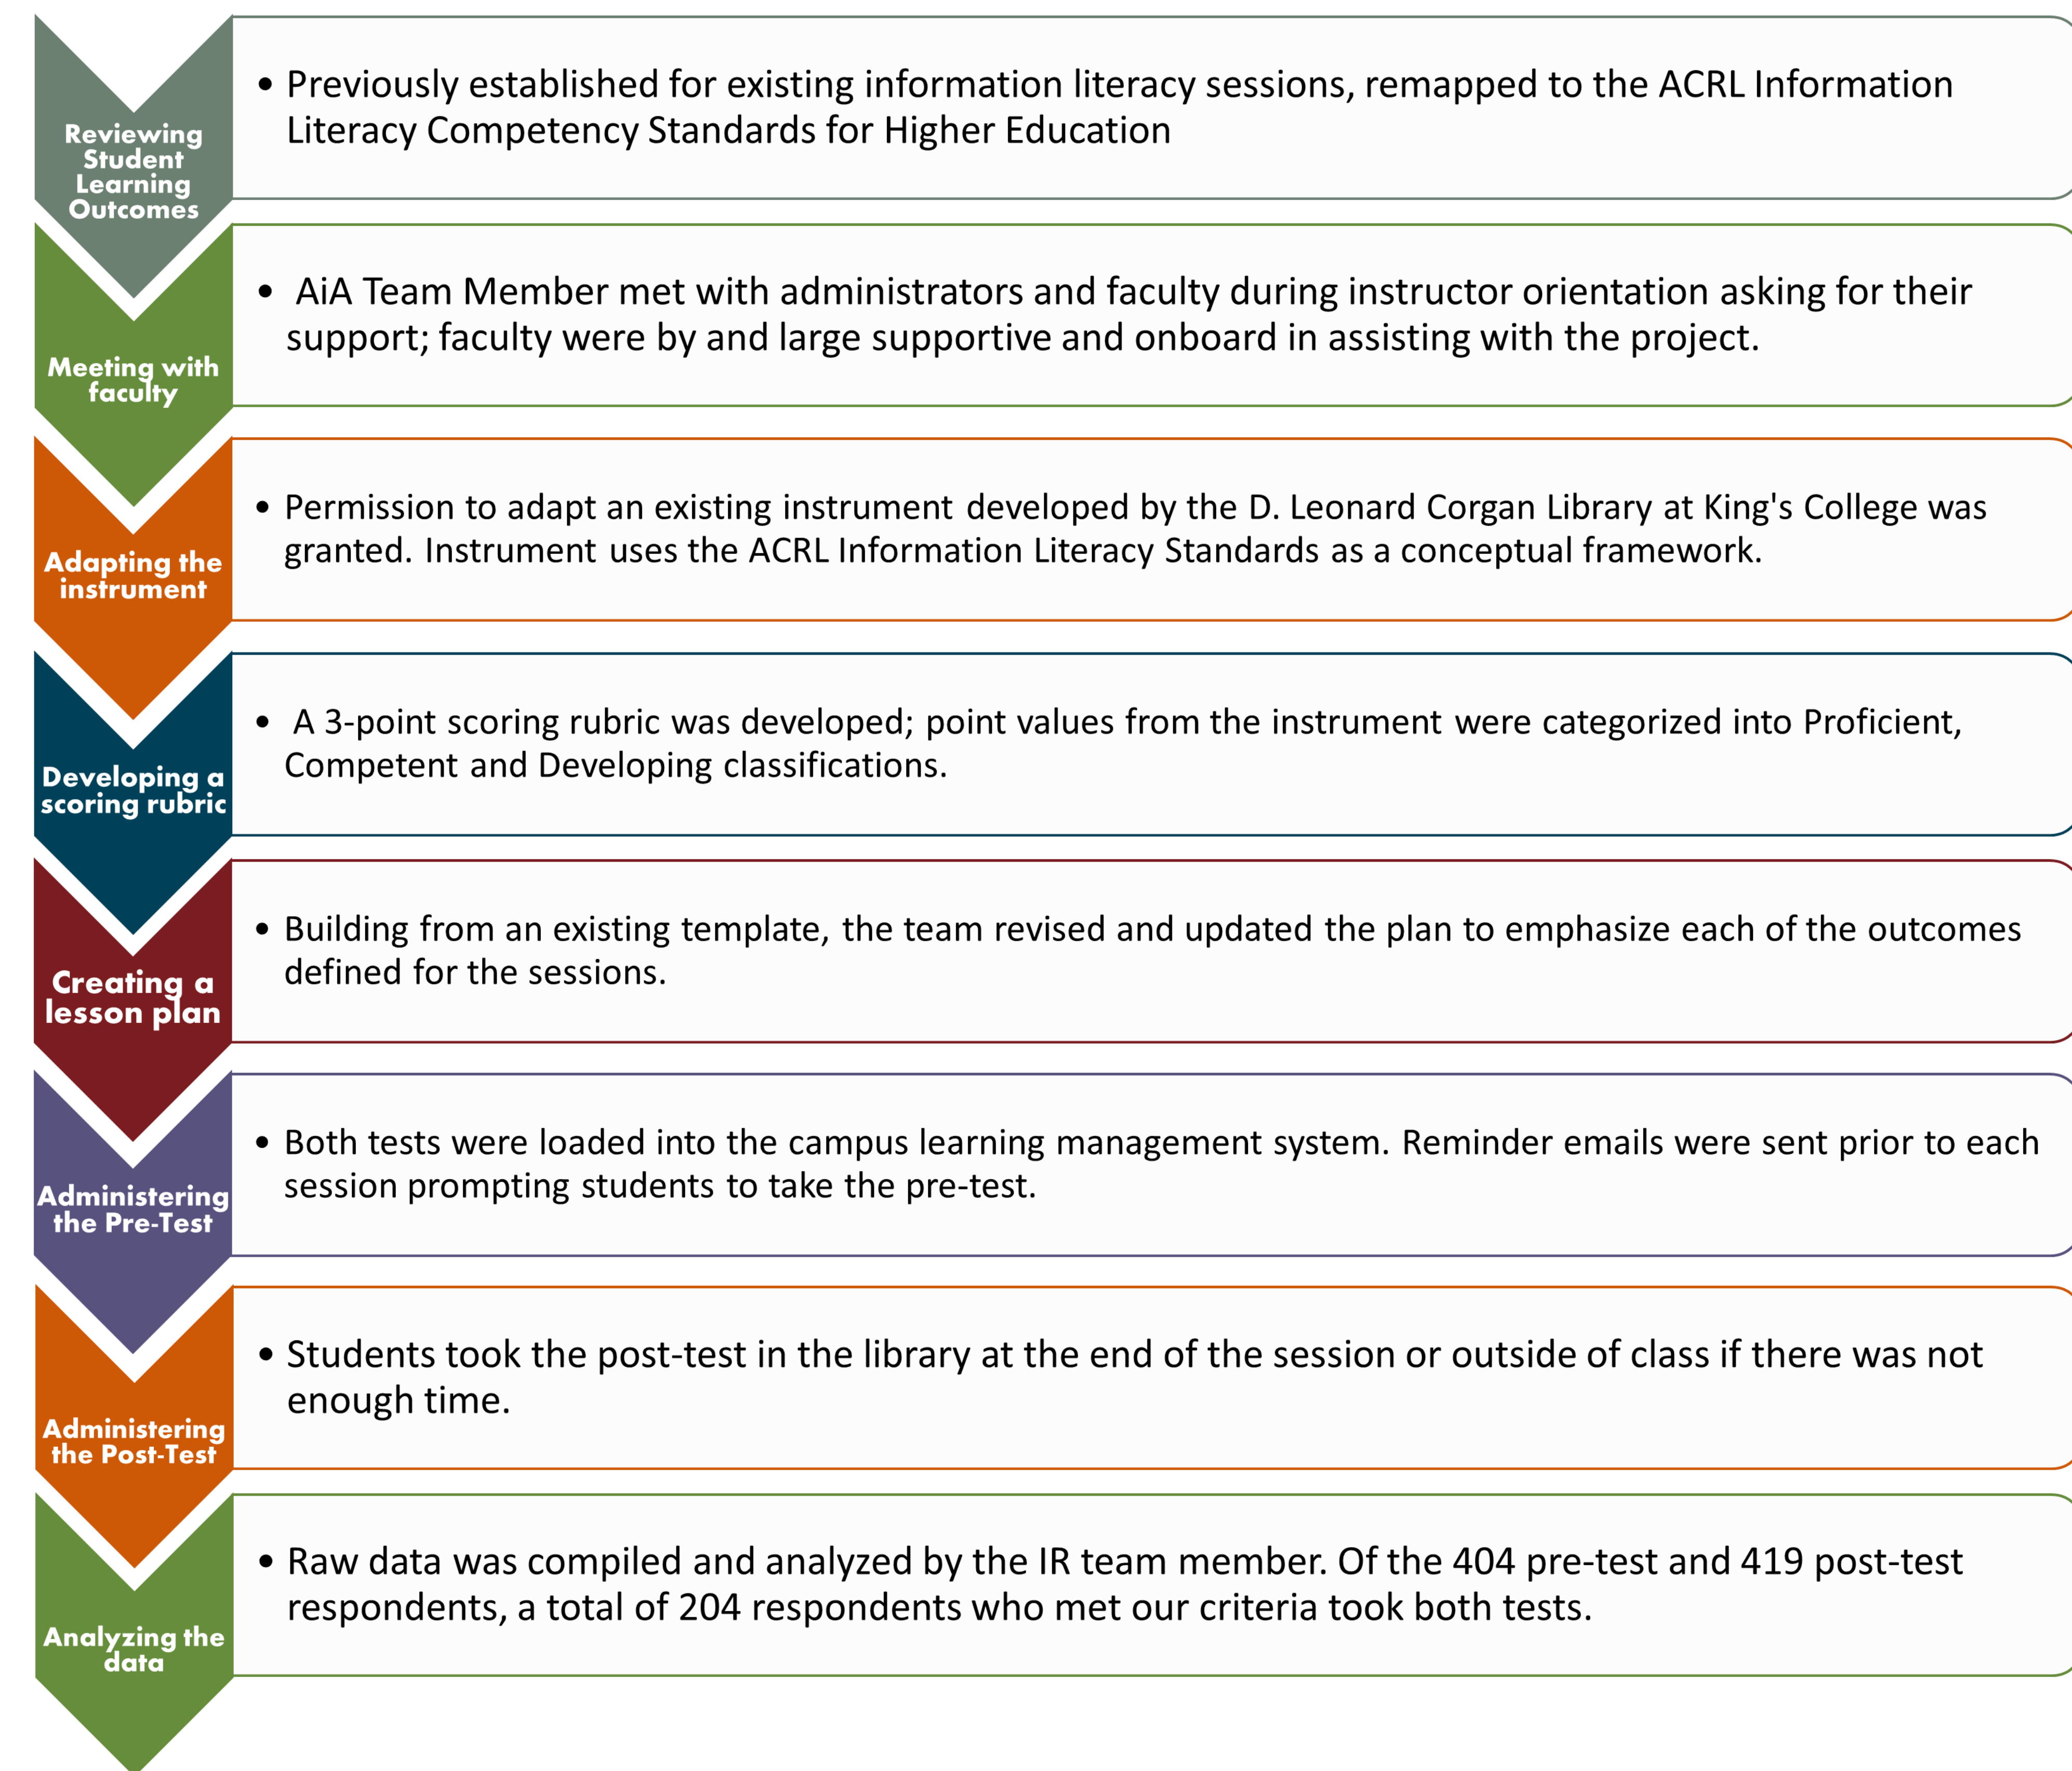 Reviewing
Student
Learning
Outcomes
• Previously established for existing information literacy sessions, remapped to the ACRL Information
Literacy Competency Standards for Higher Education
Meeting with
faculty
• AiA Team Member met with administrators and faculty during instructor orientation asking for their
support; faculty were by and large supportive and onboard in assisting with the project.
Adapting the
instrument
• Permission to adapt an existing instrument developed by the D. Leonard Corgan Library at King's College was
granted. Instrument uses the ACRL Information Literacy Standards as a conceptual framework.
Developing a
scoring rubric
• A 3-point scoring rubric was developed; point values from the instrument were categorized into Proficient,
Competent and Developing classifications.
Creating a
lesson plan
• Building from an existing template, the team revised and updated the plan to emphasize each of the outcomes
defined for the sessions.
Administering
the Pre-Test
• Both tests were loaded into the campus learning management system. Reminder emails were sent prior to each
session prompting students to take the pre-test.
Administering
the Post-Test
• Students took the post-test in the library at the end of the session or outside of class if there was not
enough time.
Analyzing the
data
• Raw data was compiled and analyzed by the IR team member. Of the 404 pre-test and 419 post-test
respondents, a total of 204 respondents who met our criteria took both tests.